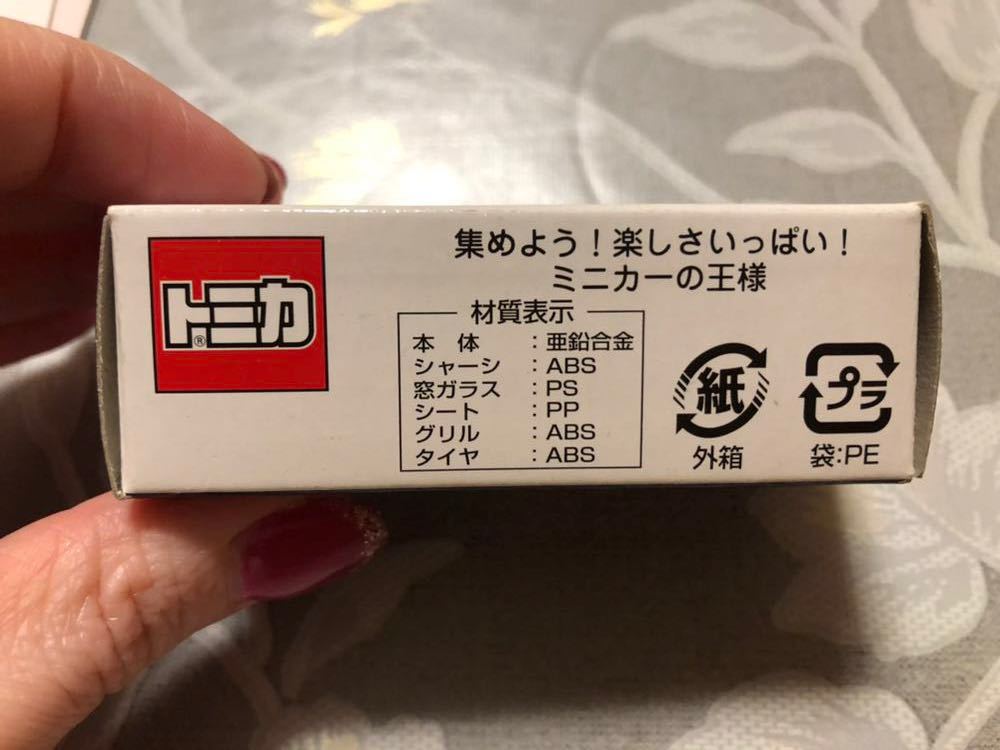 トミカ®
集めよう!楽しさいっぱい!
ミニカーの王様
材質表示
本 体 :亜鉛合金
シャーシ :ABS
窓ガラス :PS
シート :PP
グリル :ABS
タイヤ :ABS
紙
外箱
プラ
袋:PE